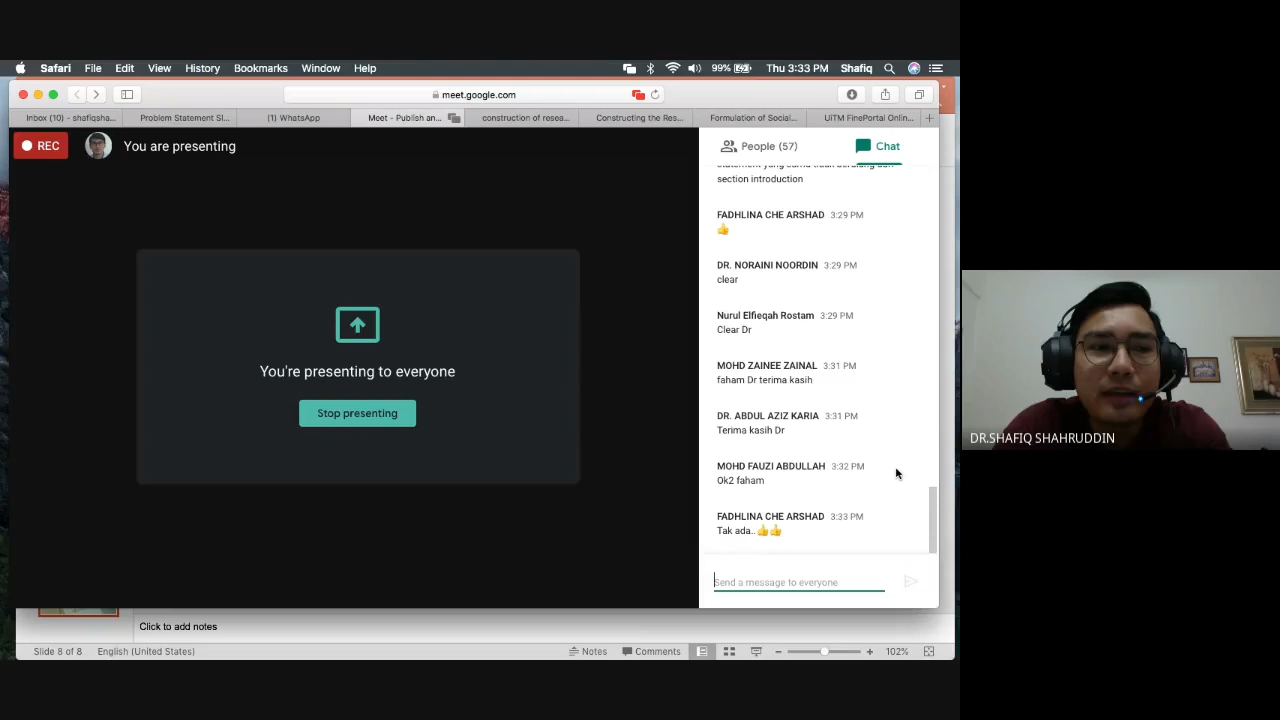 Safari File Edit View History Bookmarks Window Help 99% Thu 3:33 PM Shafiq
meet.google.com
Inbox (10) - shafiqsha... Problem Statement Sl... (1) WhatsApp Meet - Publish an... construction of resea... Constructing the Res... Formulation of Social... UiTM FinePortal Onlin...
REC You are presenting
People (57) Chat
section introduction
FADHLINA CHE ARSHAD 3:29 PM
👍
DR. NORAINI NOORDIN 3:29 PM
clear
Nurul Elfieqah Rostam 3:29 PM
Clear Dr
MOHD ZAINEE ZAINAL 3:31 PM
faham Dr terima kasih
DR. ABDUL AZIZ KARIA 3:31 PM
Terima kasih Dr
MOHD FAUZI ABDULLAH 3:32 PM
Ok2 faham
FADHLINA CHE ARSHAD 3:33 PM
Tak ada..👍👍
Send a message to everyone
You're presenting to everyone
Stop presenting
DR.SHAFIQ SHAHRUDDIN
Click to add notes
Slide 8 of 8 English (United States) Notes Comments 102%